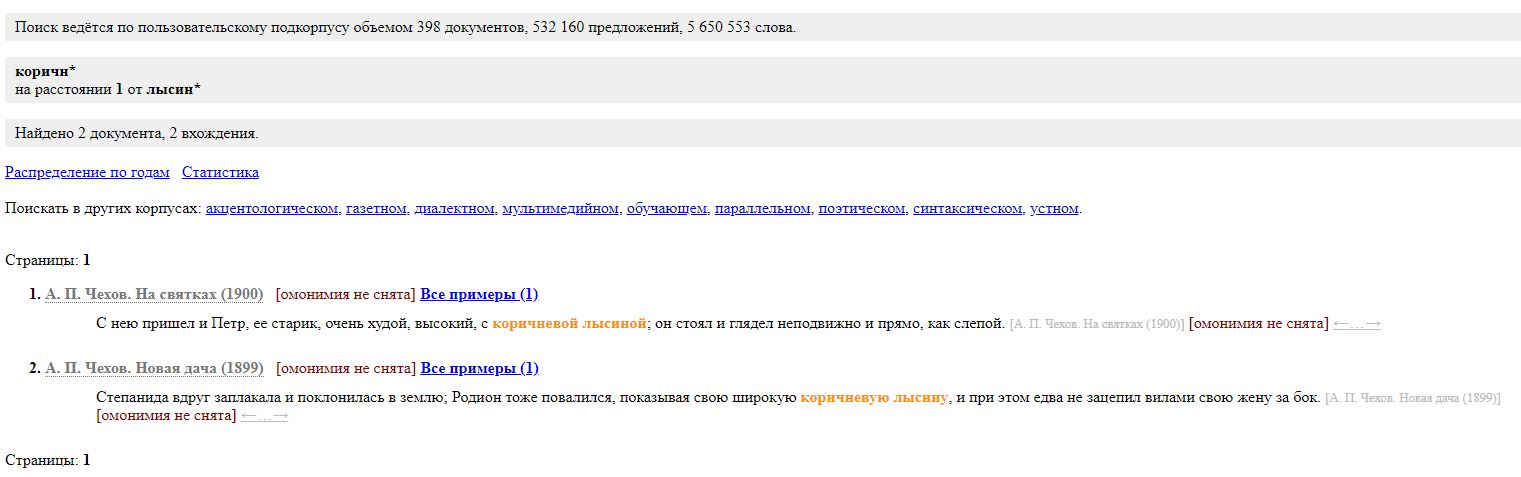 Поиск ведётся по пользовательскому подкорпусу объемом 398 документов, 532 160 предложений, 5 650 553 слова.
коричн*
на расстоянии 1 от лысин*
Найдено 2 документа, 2 вхождения.
Распределение по годам Статистика
Поискать в других корпусах: акцентологическом, газетном, диалектном, мультимедийном, обучающем, параллельном, поэтическом, синтаксическом, устном.
Страницы: 1
1. А. П. Чехов. На святках (1900) [омонимия не снята] Все примеры (1)
С нею пришел и Петр, ее старик, очень худой, высокий, с коричневой лысиной; он стоял и глядел неподвижно и прямо, как слепой. [А. П. Чехов. На святках (1900)] [омонимия не снята] ←…→
2. А. П. Чехов. Новая дача (1899) [омонимия не снята] Все примеры (1)
Степанида вдруг заплакала и поклонилась в землю; Родион тоже повалился, показывая свою широкую коричневую лысину, и при этом едва не зацепил вилами свою жену за бок. [А. П. Чехов. Новая дача (1899)]
[омонимия не снята] ←…→
Страницы: 1